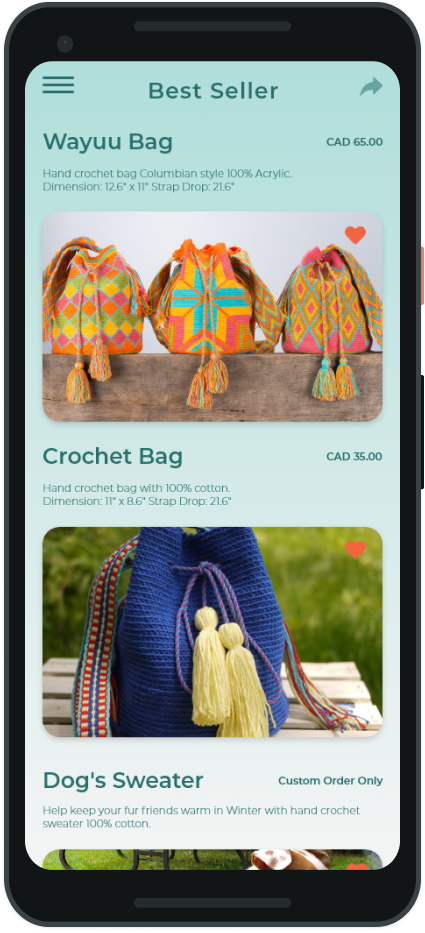 Best Seller
Wayuu Bag
CAD 65.00
Hand crochet bag Columbian style 100% Acrylic.
Dimension: 12.6" x 11" Strap Drop: 21.6"
Crochet Bag
CAD 35.00
Hand crochet bag with 100% cotton.
Dimension: 11" x 8.6" Strap Drop: 21.6"
Dog's Sweater
Custom Order Only
Help keep your fur friends warm in Winter with hand crochet
sweater 100% cotton.